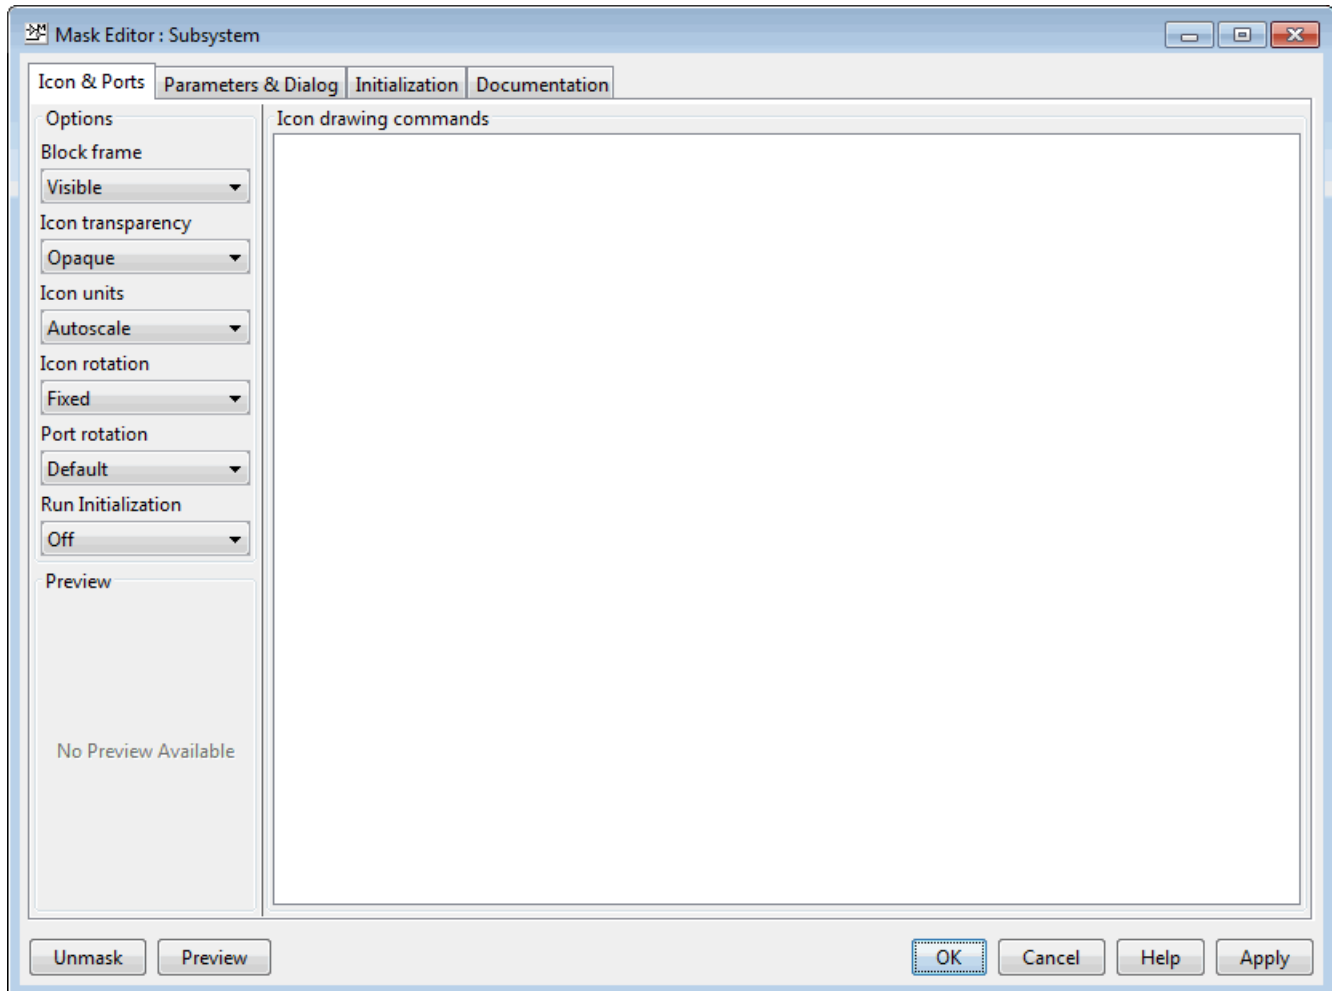 Mask Editor : Subsystem
Icon & Ports Parameters & Dialog Initialization Documentation
Options
Block frame
Visible
Icon transparency
Opaque
Icon units
Autoscale
Icon rotation
Fixed
Port rotation
Default
Run Initialization
Off
Preview
No Preview Available
Icon drawing commands
Unmask Preview OK Cancel Help Apply